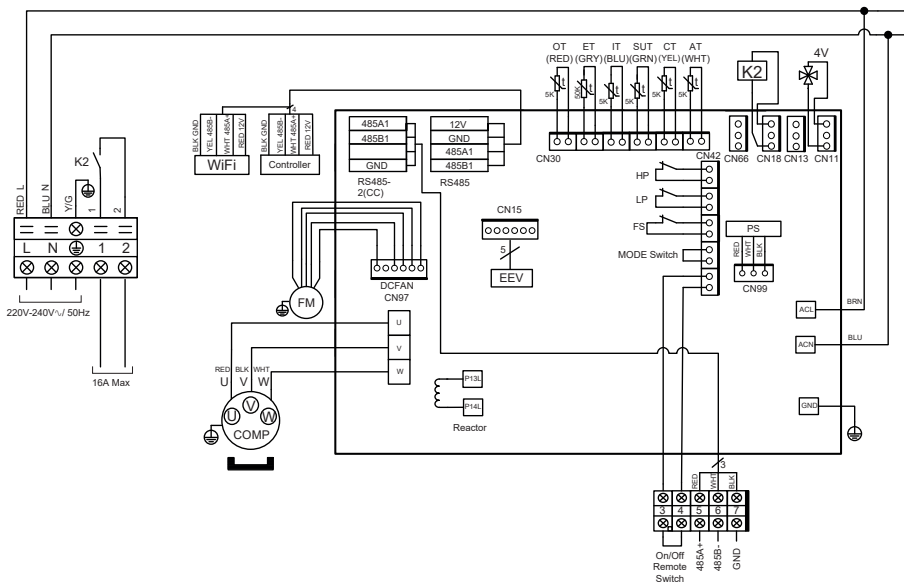 OT ET IT SUT CT AT
(RED) (GRY) (BLU) (GRN) (YEL) (WHT)
5K 50K 5K 5K 5K 5K
K2
4V
CN30
CN42
CN66 CN18 CN13 CN11
BLK GND
YEL 485B-
WHT 485A+
RED 12V
WiFi
BLK GND
YEL 485B-
WHT 485A+
RED 12V
Controller
4
485A1
485B1
GND
RS485-
2(CC)
12V
GND
485A1
485B1
RS485
K2
RED L
BLU N
Y/G
1
2
L N 1 2
220V-240V∿/ 50Hz
16A Max
HP
LP
FS
MODE Switch
CN15
5
EEV
PS
RED
WHT
BLK
CN99
DCFAN
CN97
FM
U
V
W
RED BLK WHT
U V W
U V W
COMP
P13L
P14L
Reactor
ACL
BRN
ACN
BLU
GND
3
RED
WHT
BLK
3 4 5 6 7
On/Off
Remote
Switch
485A+
485B-
GND